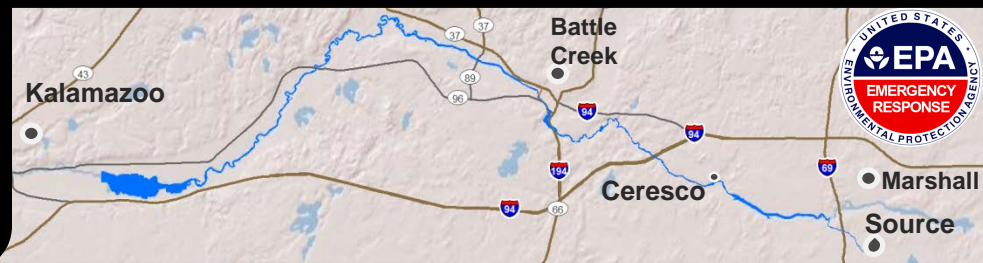 37
37
Battle
Creek
UNITED STATES
ENVIRONMENTAL PROTECTION AGENCY
EPA
EMERGENCY
RESPONSE
43
89
Kalamazoo
96
94
94
194
69
Ceresco
Marshall
94
66
Source